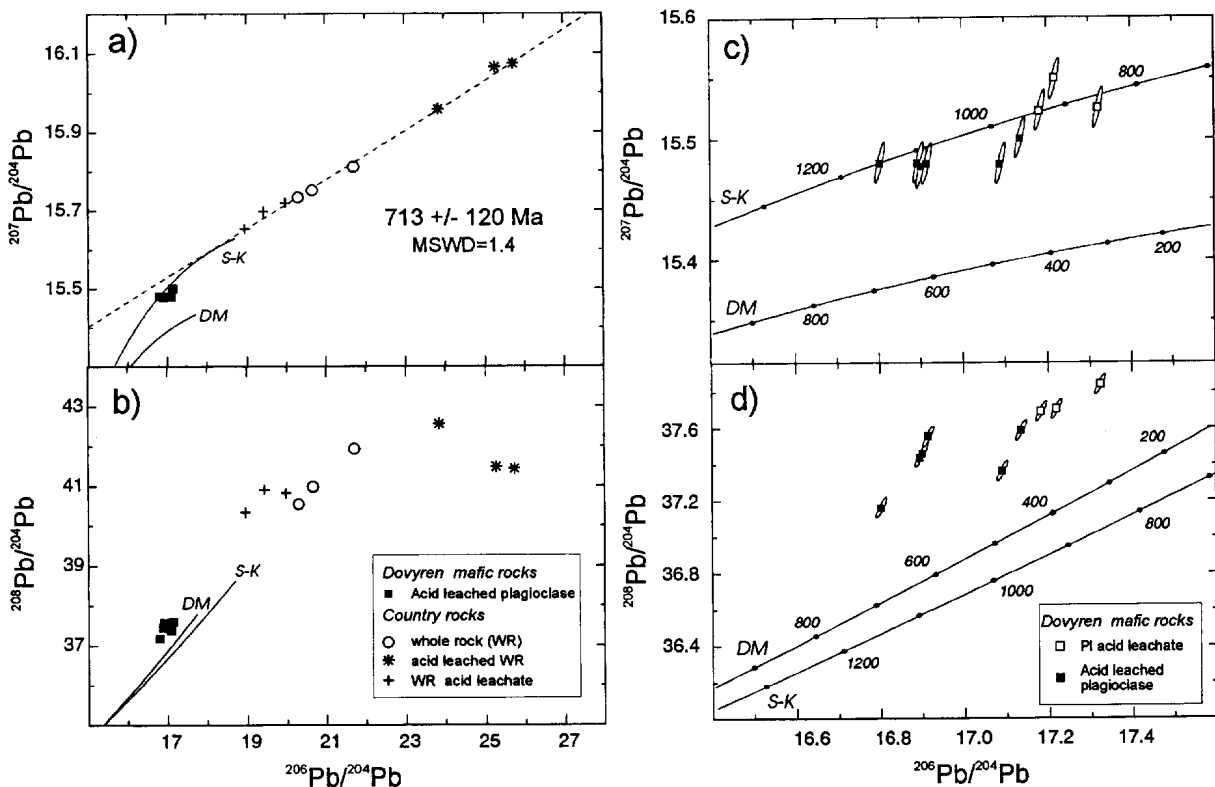 a)
²⁰⁷Pb/²⁰⁴Pb
16.1
15.9
15.7
15.5
S-K
DM
713 +/- 120 Ma
MSWD=1.4
b)
²⁰⁸Pb/²⁰⁴Pb
43
41
39
37
DM
S-K
Dovyren mafic rocks
Acid leached plagioclase
Country rocks
whole rock (WR)
acid leached WR
WR acid leachate
17 19 21 23 25 27
²⁰⁶Pb/²⁰⁴Pb
c)
²⁰⁷Pb/²⁰⁴Pb
15.6
15.5
15.4
S-K
1200
1000
800
DM
800
600
400
200
d)
²⁰⁸Pb/²⁰⁴Pb
37.6
37.2
36.8
36.4
DM
800
600
400
200
S-K
1200
1000
800
Dovyren mafic rocks
Pl acid leachate
Acid leached
plagioclase
16.6 16.8 17.0 17.2 17.4
²⁰⁶Pb/²⁰⁴Pb